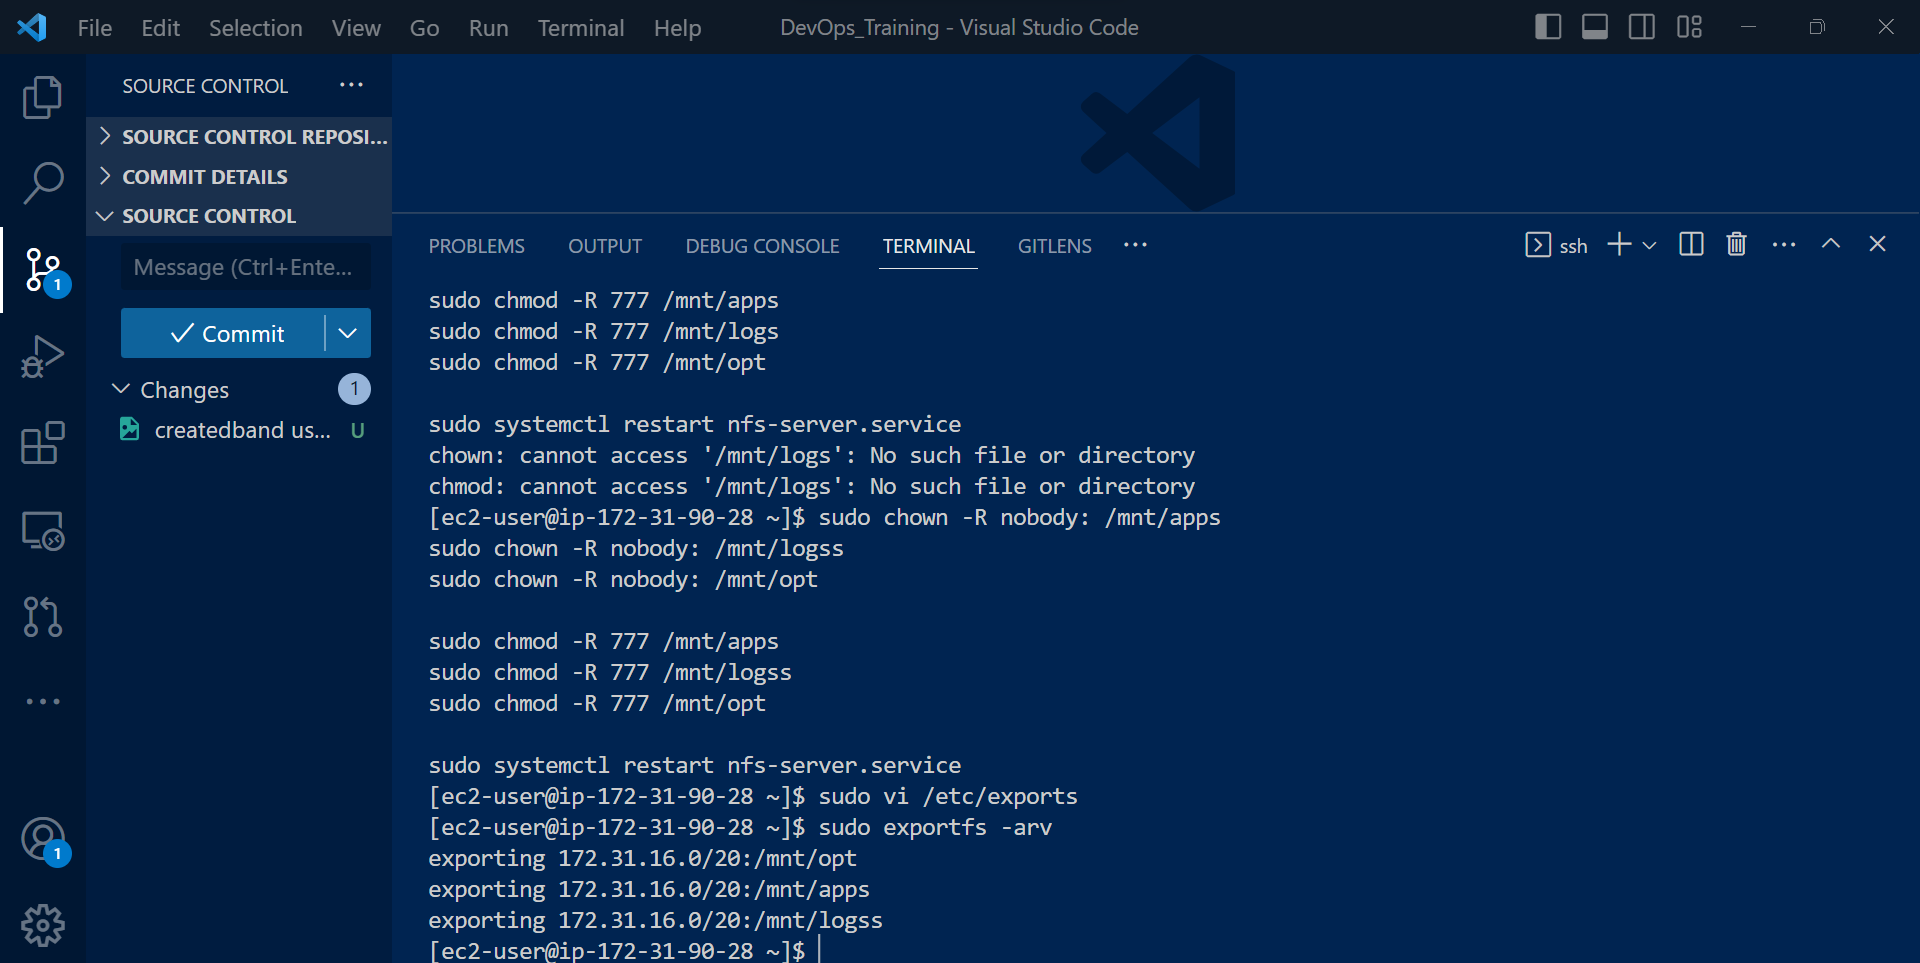 File Edit Selection View Go Run Terminal Help DevOps_Training - Visual Studio Code
SOURCE CONTROL ···
SOURCE CONTROL REPOSI...
COMMIT DETAILS
SOURCE CONTROL
Message (Ctrl+Ente...
Commit
Changes 1
createdband us... U
1
1
PROBLEMS OUTPUT DEBUG CONSOLE TERMINAL GITLENS ··· ssh
sudo chmod -R 777 /mnt/apps
sudo chmod -R 777 /mnt/logs
sudo chmod -R 777 /mnt/opt
sudo systemctl restart nfs-server.service
chown: cannot access '/mnt/logs': No such file or directory
chmod: cannot access '/mnt/logs': No such file or directory
[ec2-user@ip-172-31-90-28 ~]$ sudo chown -R nobody: /mnt/apps
sudo chown -R nobody: /mnt/logss
sudo chown -R nobody: /mnt/opt
sudo chmod -R 777 /mnt/apps
sudo chmod -R 777 /mnt/logss
sudo chmod -R 777 /mnt/opt
sudo systemctl restart nfs-server.service
[ec2-user@ip-172-31-90-28 ~]$ sudo vi /etc/exports
[ec2-user@ip-172-31-90-28 ~]$ sudo exportfs -arv
exporting 172.31.16.0/20:/mnt/opt
exporting 172.31.16.0/20:/mnt/apps
exporting 172.31.16.0/20:/mnt/logss
[ec2-user@ip-172-31-90-28 ~]$